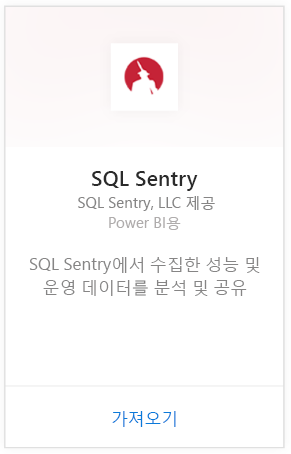 SQL Sentry
SQL Sentry, LLC 제공
Power BI용
SQL Sentry에서 수집한 성능 및
운영 데이터를 분석 및 공유
가져오기